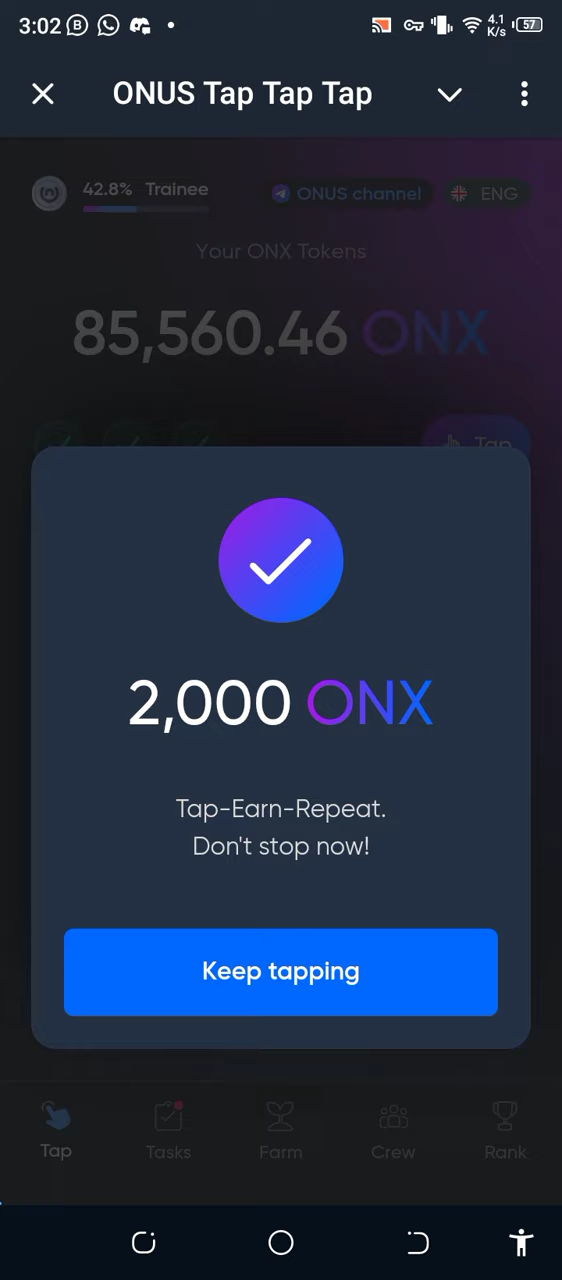 3:02
4.1
K/s
57
ONUS Tap Tap Tap
42.8% Trainee
ONUS channel
ENG
Your ONX Tokens
85,560.46 ONX
Tap
2,000 ONX
Tap-Earn-Repeat.
Don't stop now!
Keep tapping
Tap
Tasks
Farm
Crew
Rank